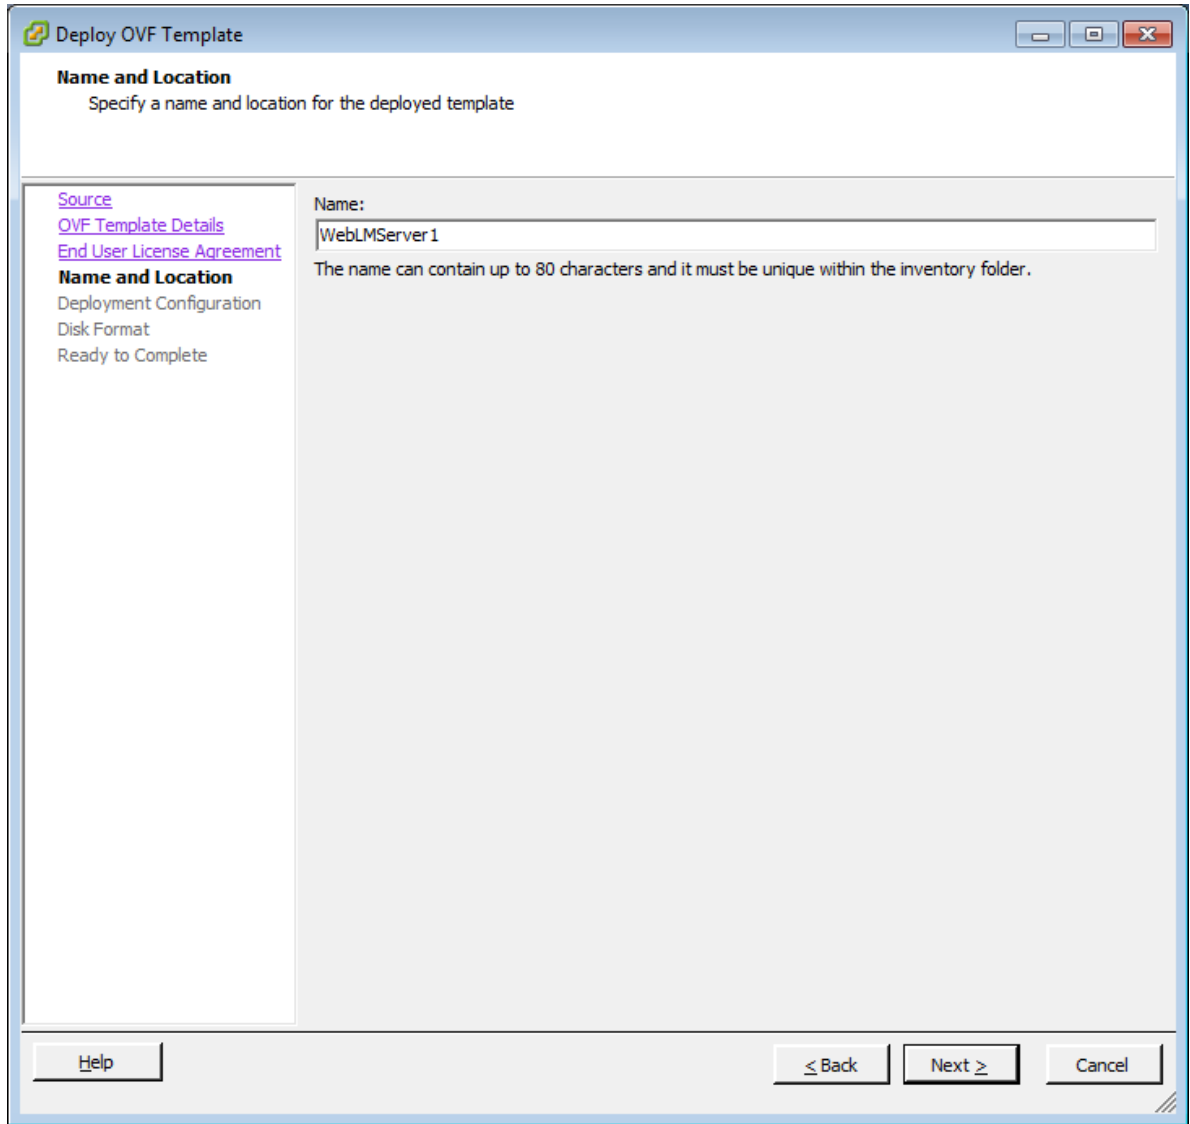 Deploy OVF Template
Name and Location
Specify a name and location for the deployed template
Source
OVF Template Details
End User License Agreement
Name and Location
Deployment Configuration
Disk Format
Ready to Complete
Name:
WebLMServer1
The name can contain up to 80 characters and it must be unique within the inventory folder.
Help
< Back
Next >
Cancel